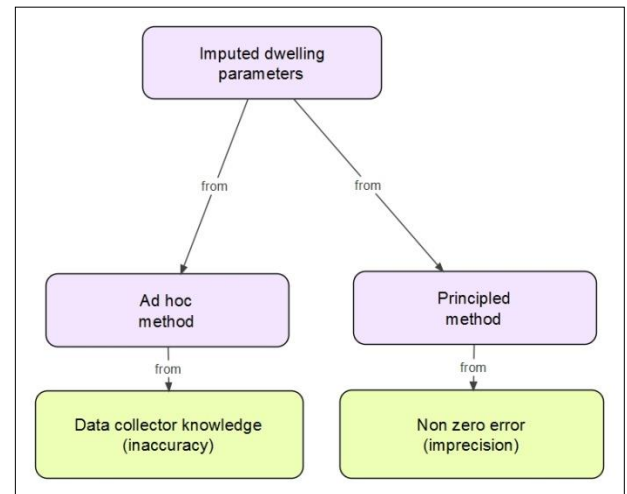 Imputed dwelling
parameters
from
from
Ad hoc
method
Principled
method
from
from
Data collector knowledge
(inaccuracy)
Non zero error
(imprecision)